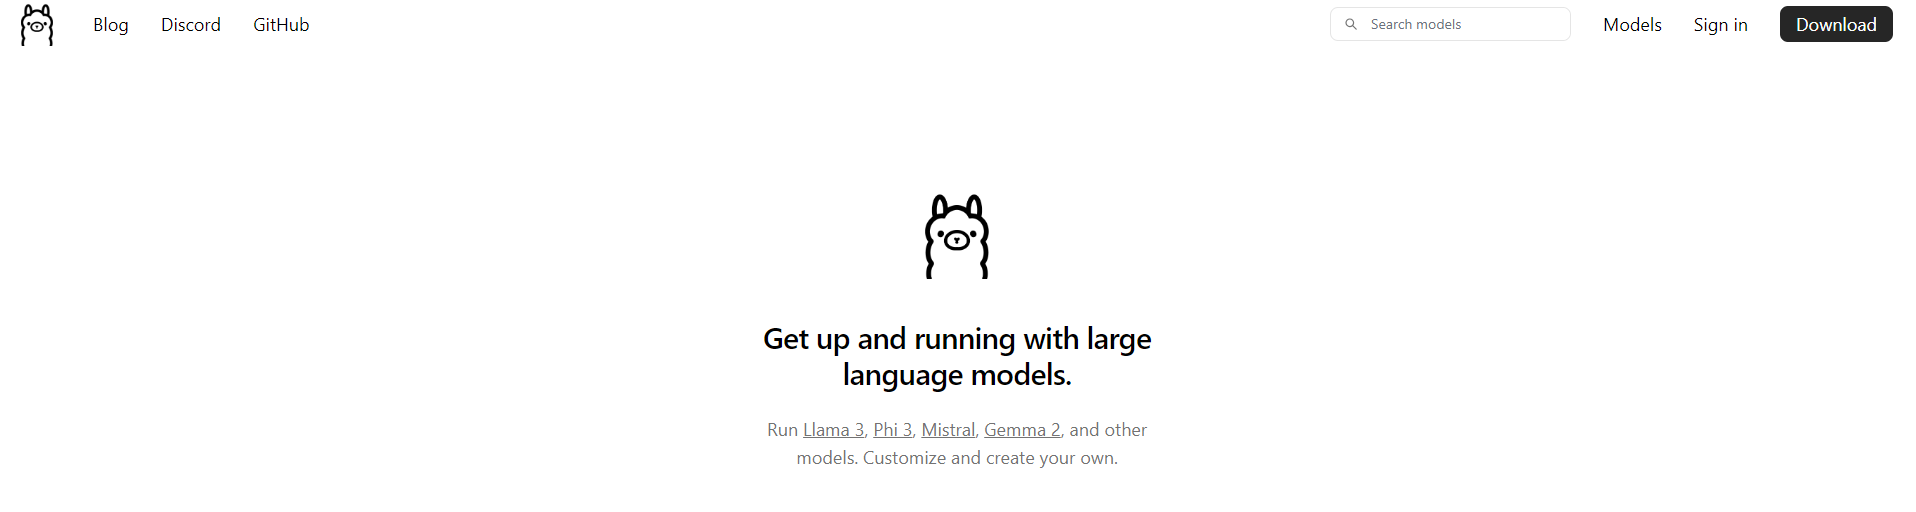 Blog Discord GitHub Search models Models Sign in Download
Get up and running with large
language models.
Run Llama 3, Phi 3, Mistral, Gemma 2, and other
models. Customize and create your own.